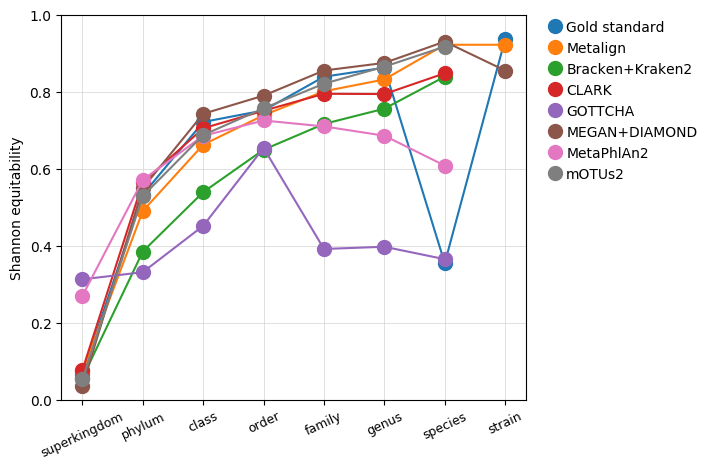 1.0
0.8
0.6
0.4
0.2
0.0
Shannon equitability
superkingdom
phylum
class
order
family
genus
species
strain
Gold standard
Metalign
Bracken+Kraken2
CLARK
GOTTCHA
MEGAN+DIAMOND
MetaPhlAn2
mOTUs2